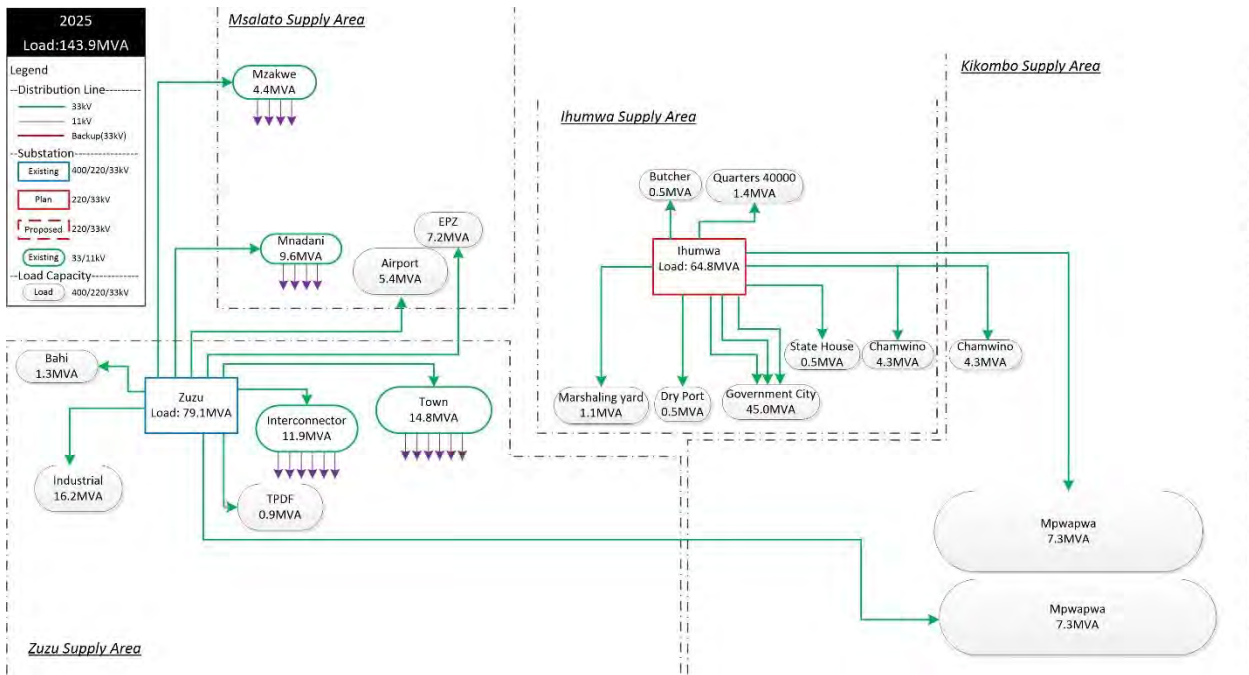 2025
Load:143.9MVA
Legend
--Distribution Line--------
33kV
11kV
Backup(33kV)
--Substation---------------
Existing 400/220/33kV
Plan 220/33kV
Proposed 220/33kV
Existing 33/11kV
--Load Capacity-----------
Load 400/220/33kV
Msalato Supply Area
Mzakwe
4.4MVA
Mnadani
9.6MVA
Airport
5.4MVA
EPZ
7.2MVA
Ihumwa Supply Area
Butcher
0.5MVA
Quarters 40000
1.4MVA
Ihumwa
Load: 64.8MVA
Marshaling yard
1.1MVA
Dry Port
0.5MVA
Government City
45.0MVA
State House
0.5MVA
Chamwino
4.3MVA
Kikombo Supply Area
Chamwino
4.3MVA
Mpwapwa
7.3MVA
Mpwapwa
7.3MVA
Bahi
1.3MVA
Zuzu
Load: 79.1MVA
Industrial
16.2MVA
Interconnector
11.9MVA
Town
14.8MVA
TPDF
0.9MVA
Zuzu Supply Area